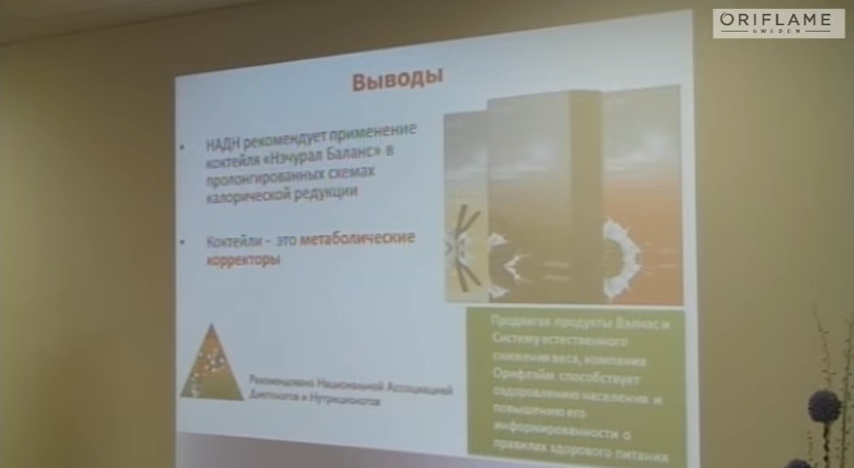 ORIFLAME
SWEDEN
Выводы
НАДН рекомендует применение
коктейля «Нэчурал Баланс» в
пролонгированных схемах
калорической редукции
Коктейли - это метаболические
корректоры
Продвигая продукты Вэлнэс и
Систему естественного
снижения веса, компания
Орифлэйм способствует
оздоровлению населения и
повышению его
информированности о
правилах здорового питания
Рекомендовано Национальной Ассоциацией
Диетологов и Нутрициологов